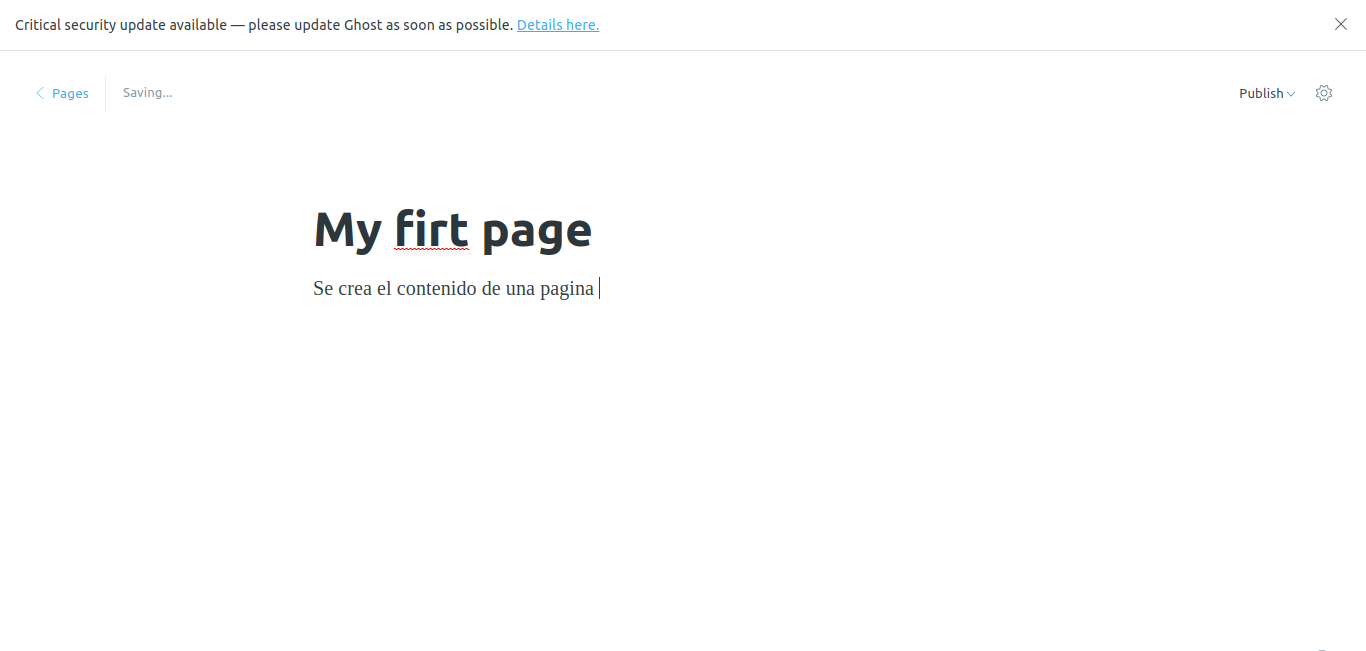 Critical security update available — please update Ghost as soon as possible. Details here.
Pages
Saving...
Publish
My firt page
Se crea el contenido de una pagina